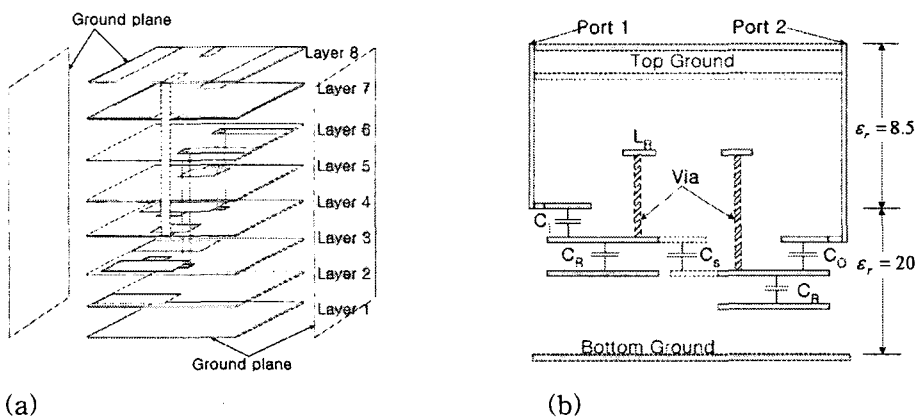 Ground plane
Layer 8
Layer 7
Layer 6
Layer 5
Layer 4
Layer 3
Layer 2
Layer 1
Ground plane
(a)
Port 1
Port 2
Top Ground
εr = 8.5
LR
Via
Ci
CR
CS
CO
εr = 20
CR
Bottom Ground
(b)